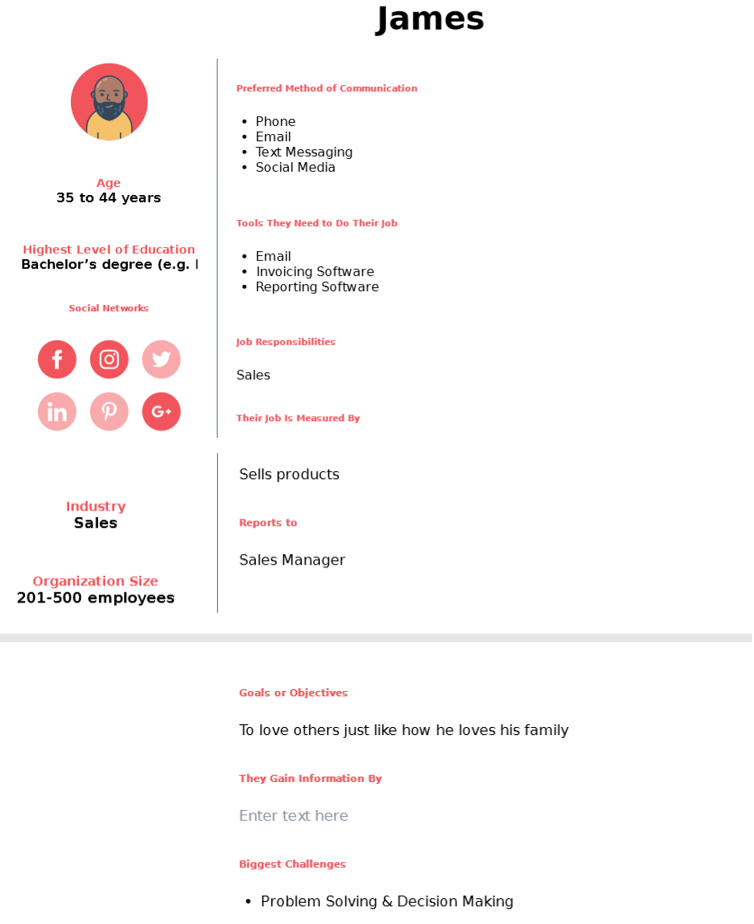 James
Preferred Method of Communication
• Phone
• Email
• Text Messaging
• Social Media
Age
35 to 44 years
Tools They Need to Do Their Job
Highest Level of Education
Bachelor’s degree (e.g.
• Email
• Invoicing Software
• Reporting Software
Social Networks
f
in
G+
Job Responsibilities
Sales
Their Job Is Measured By
Sells products
Industry
Sales
Reports to
Sales Manager
Organization Size
201-500 employees
Goals or Objectives
To love others just like how he loves his family
They Gain Information By
Enter text here
Biggest Challenges
• Problem Solving & Decision Making